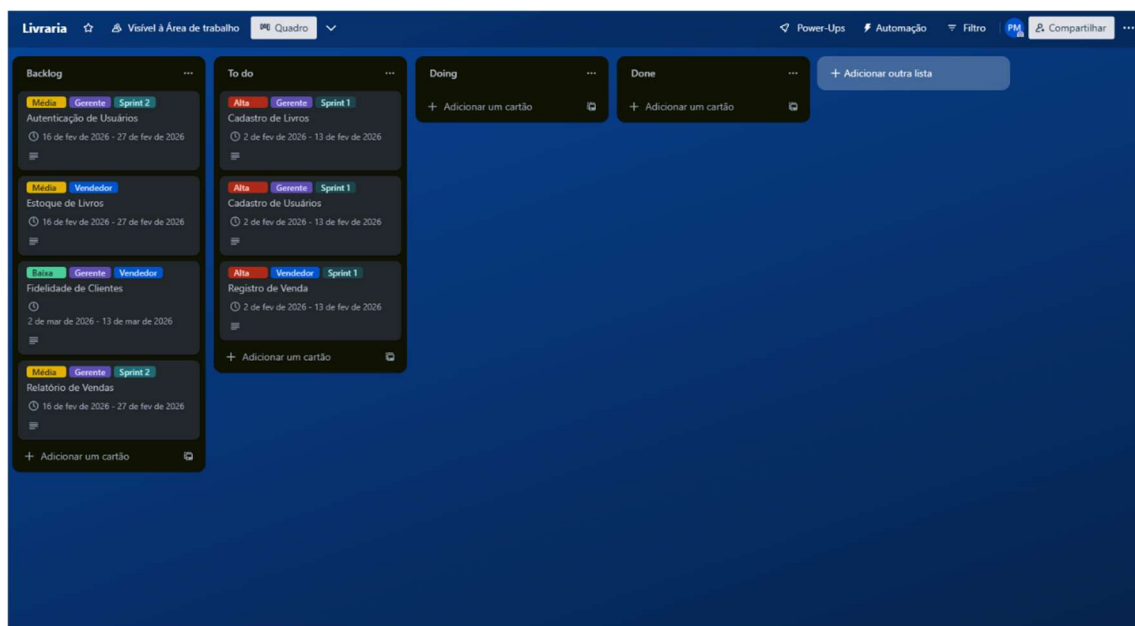 Livraria Visível à Área de trabalho Quadro Power-Ups Automação Filtro PM Compartilhar
Backlog
Média Gerente Sprint 2
Autenticação de Usuários
16 de fev de 2026 - 27 de fev de 2026
Média Vendedor
Estoque de Livros
16 de fev de 2026 - 27 de fev de 2026
Baixa Gerente Vendedor
Fidelidade de Clientes
2 de mar de 2026 - 13 de mar de 2026
Média Gerente Sprint 2
Relatório de Vendas
16 de fev de 2026 - 27 de fev de 2026
+ Adicionar um cartão
To do
Alta Gerente Sprint 1
Cadastro de Livros
2 de fev de 2026 - 13 de fev de 2026
Alta Gerente Sprint 1
Cadastro de Usuários
2 de fev de 2026 - 13 de fev de 2026
Alta Vendedor Sprint 1
Registro de Venda
2 de fev de 2026 - 13 de fev de 2026
+ Adicionar um cartão
Doing
+ Adicionar um cartão
Done
+ Adicionar um cartão
+ Adicionar outra lista